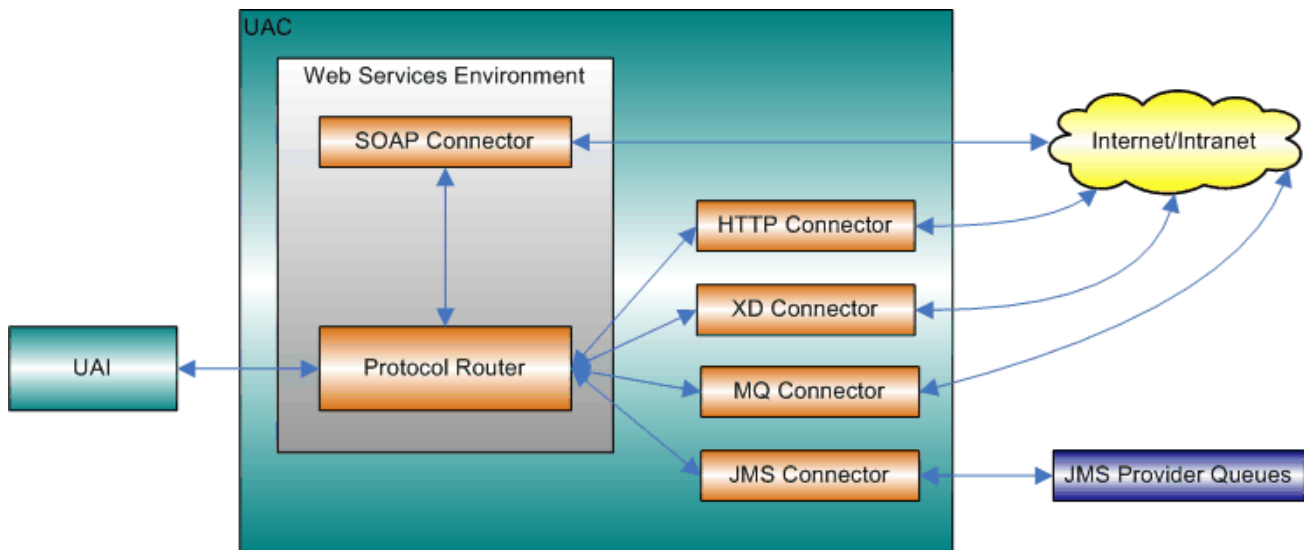 UAC
Web Services Environment
SOAP Connector
Internet/Intranet
HTTP Connector
XD Connector
UAI
Protocol Router
MQ Connector
JMS Connector
JMS Provider Queues